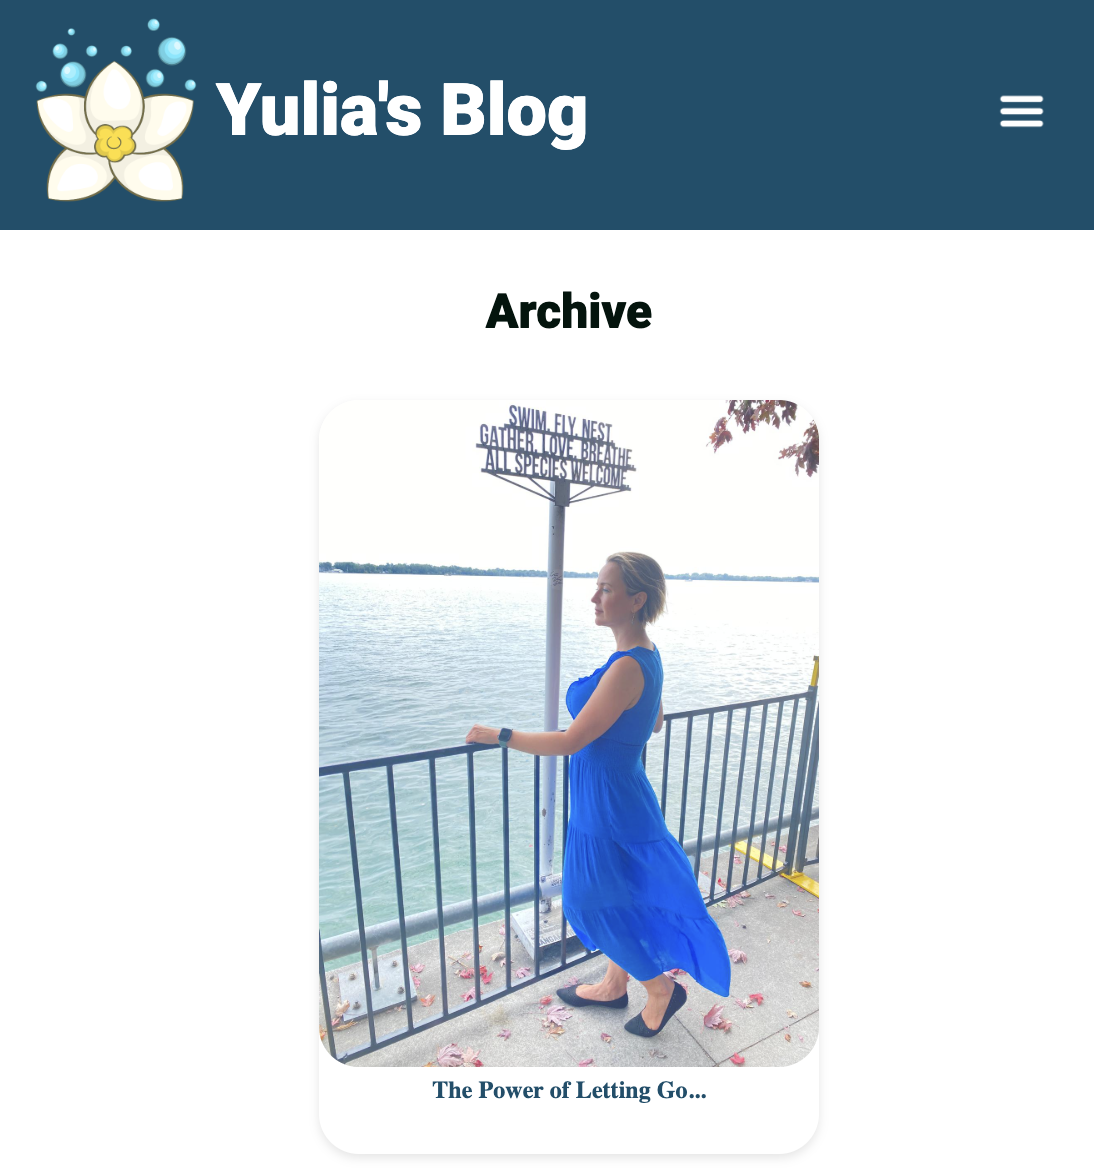 Yulia's Blog
Archive
SWIM, FLY, NEST,
GATHER, LOVE, BREATHE,
ALL SPECIES WELCOME.
The Power of Letting Go...